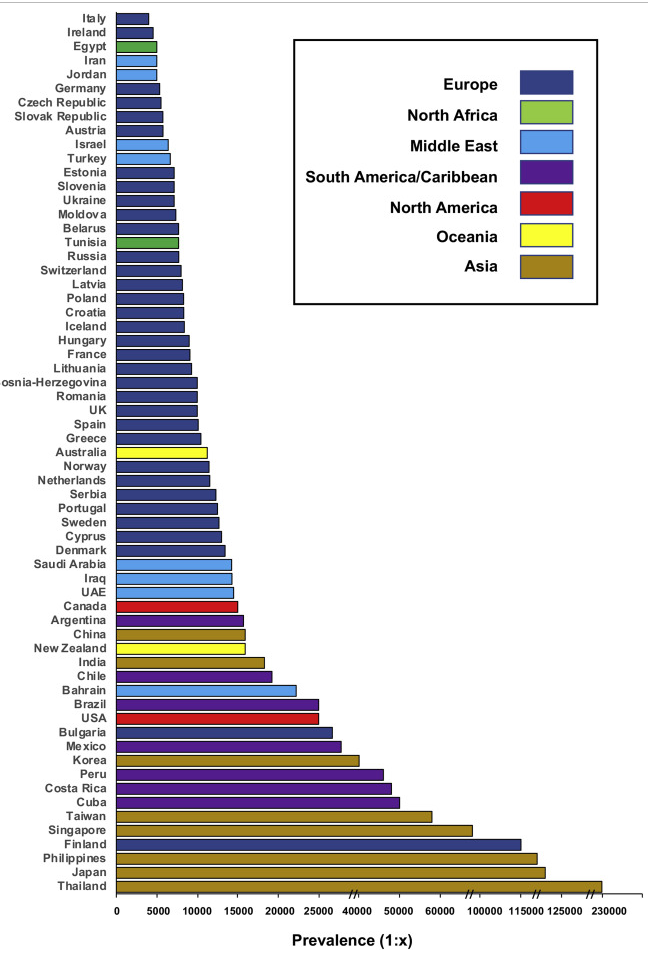 Italy
Ireland
Egypt
Iran
Jordan
Germany
Czech Republic
Slovak Republic
Austria
Israel
Turkey
Estonia
Slovenia
Ukraine
Moldova
Belarus
Tunisia
Russia
Switzerland
Latvia
Poland
Croatia
Iceland
Hungary
France
Lithuania
osnia-Herzegovina
Romania
UK
Spain
Greece
Australia
Norway
Netherlands
Serbia
Portugal
Sweden
Cyprus
Denmark
Saudi Arabia
Iraq
UAE
Canada
Argentina
China
New Zealand
India
Chile
Bahrain
Brazil
USA
Bulgaria
Mexico
Korea
Peru
Costa Rica
Cuba
Taiwan
Singapore
Finland
Philippines
Japan
Thailand
0 5000 10000 15000 20000 25000 40000 50000 60000 100000 115000 125000 230000
Prevalence (1:x)
Europe
North Africa
Middle East
South America/Caribbean
North America
Oceania
Asia